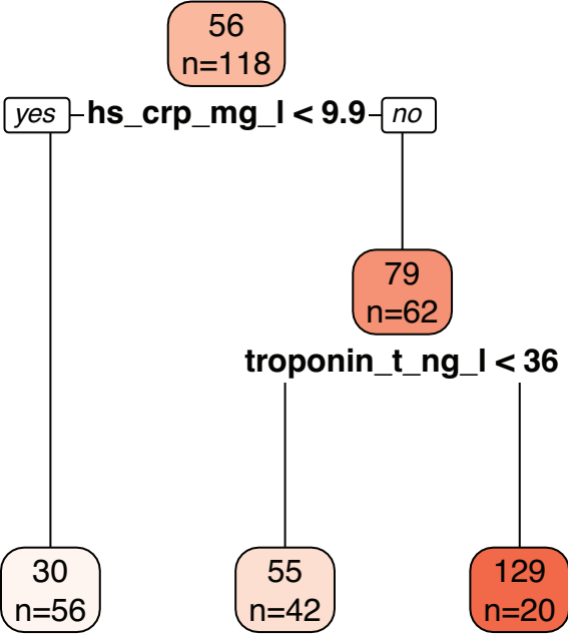 56
n=118
yes hs_crp_mg_l < 9.9 no
79
n=62
troponin_t_ng_l < 36
30
n=56
55
n=42
129
n=20